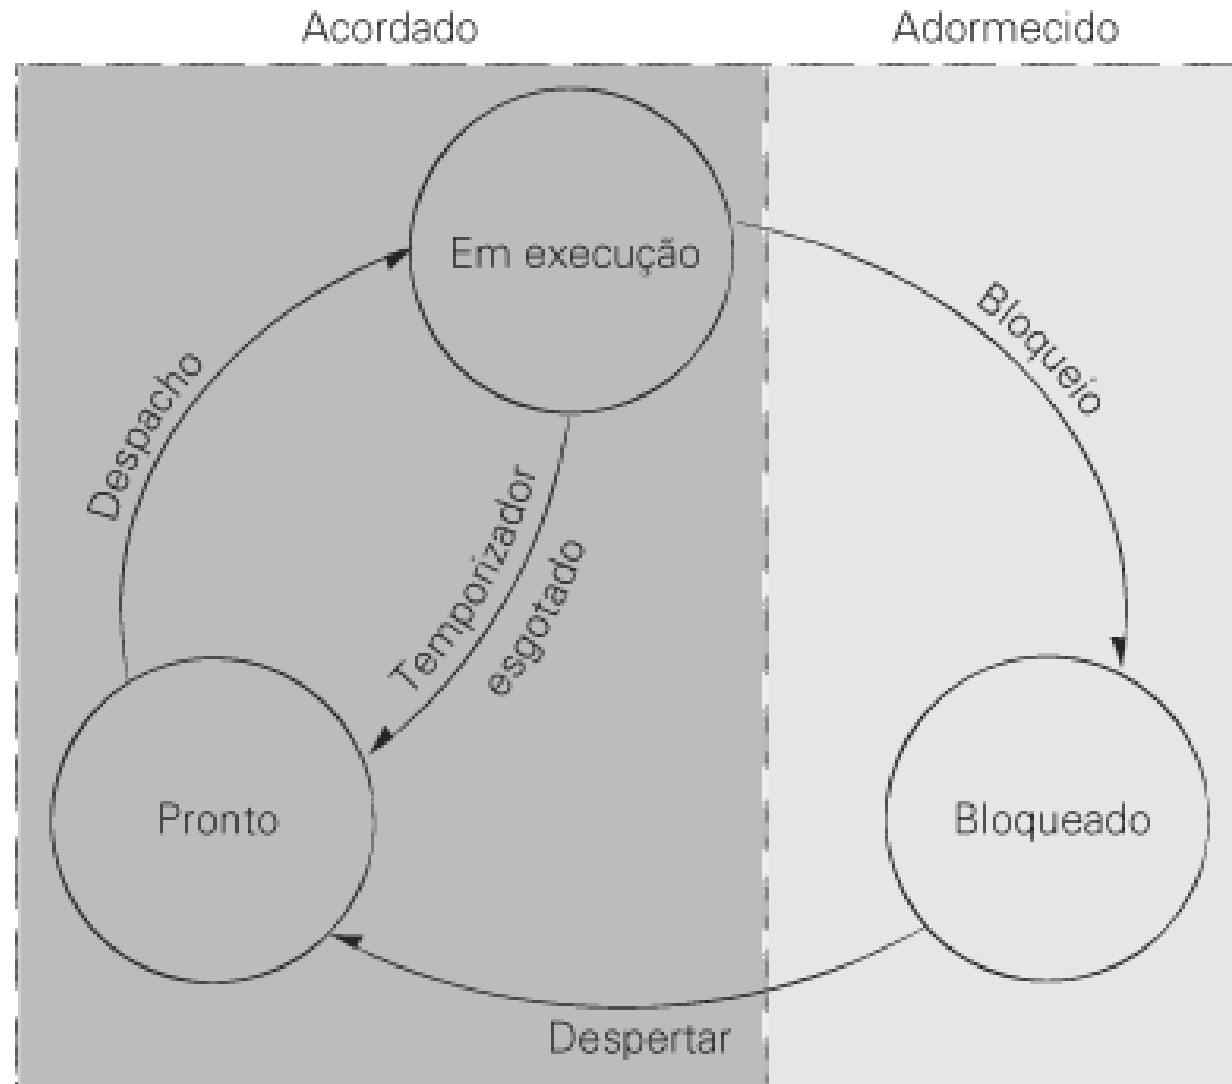 Acordado
Adormecido
Em execução
Bloqueio
Despacho
Temporizador
esgotado
Pronto
Bloqueado
Despertar